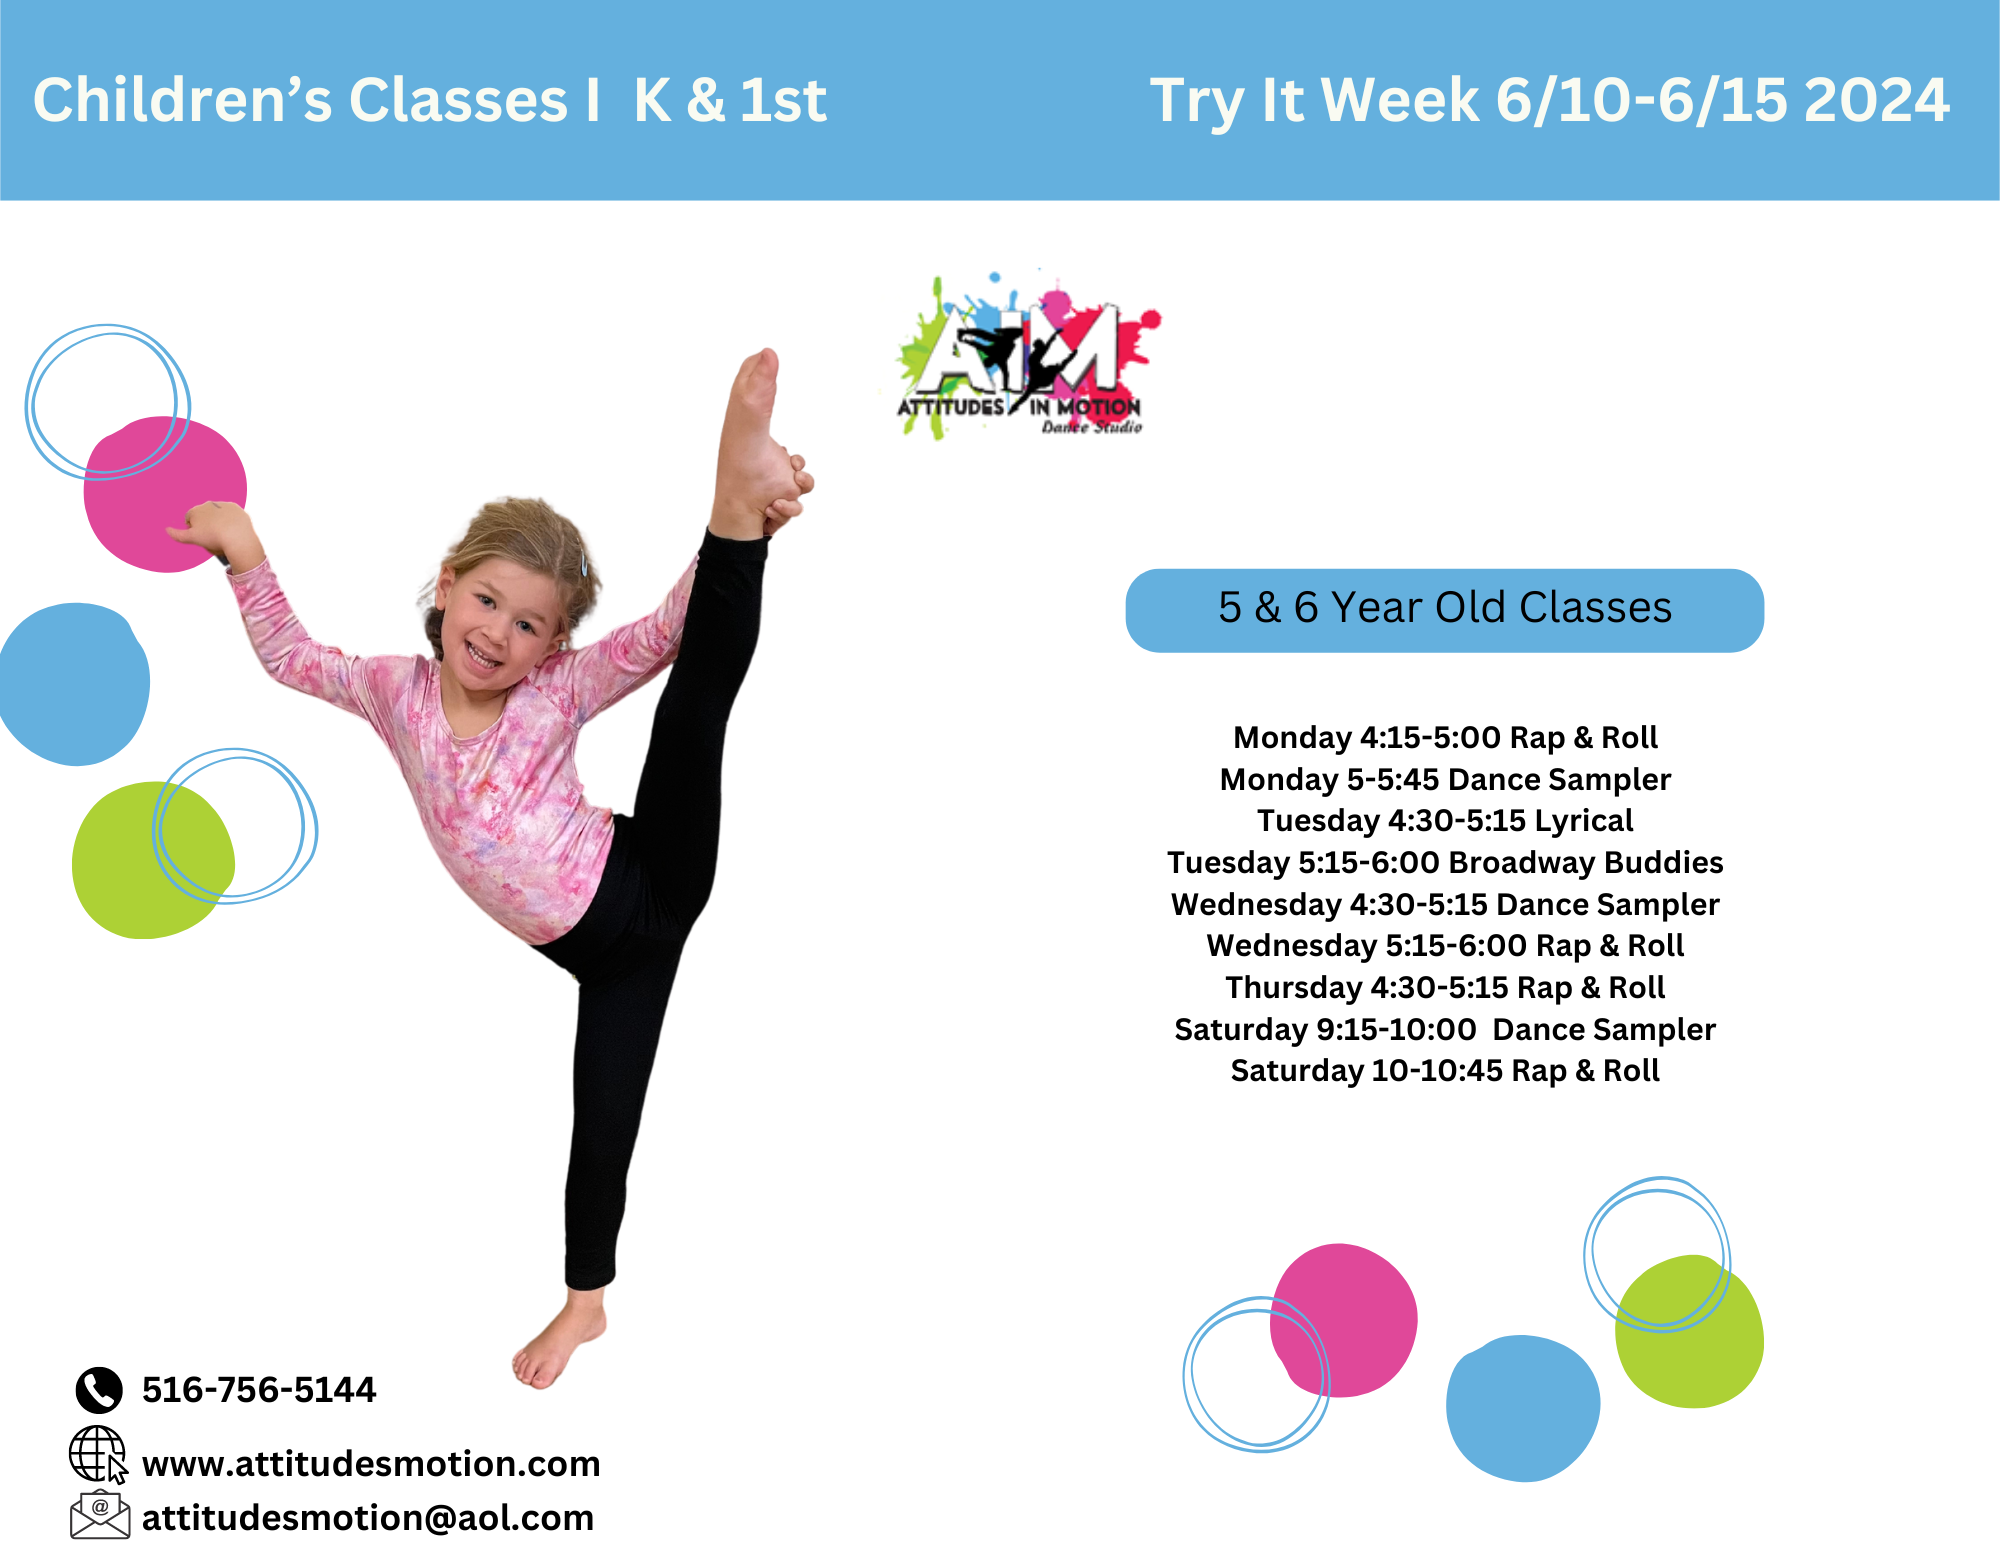 Children’s Classes I  K & 1st
Try It Week 6/10-6/15 2024
AIM
ATTITUDES IN MOTION
Dance Studio
5 & 6 Year Old Classes
Monday 4:15-5:00 Rap & Roll
Monday 5-5:45 Dance Sampler
Tuesday 4:30-5:15 Lyrical
Tuesday 5:15-6:00 Broadway Buddies
Wednesday 4:30-5:15 Dance Sampler
Wednesday 5:15-6:00 Rap & Roll
Thursday 4:30-5:15 Rap & Roll
Saturday 9:15-10:00  Dance Sampler
Saturday 10-10:45 Rap & Roll
516-756-5144
www.attitudesmotion.com
@
attitudesmotion@aol.com